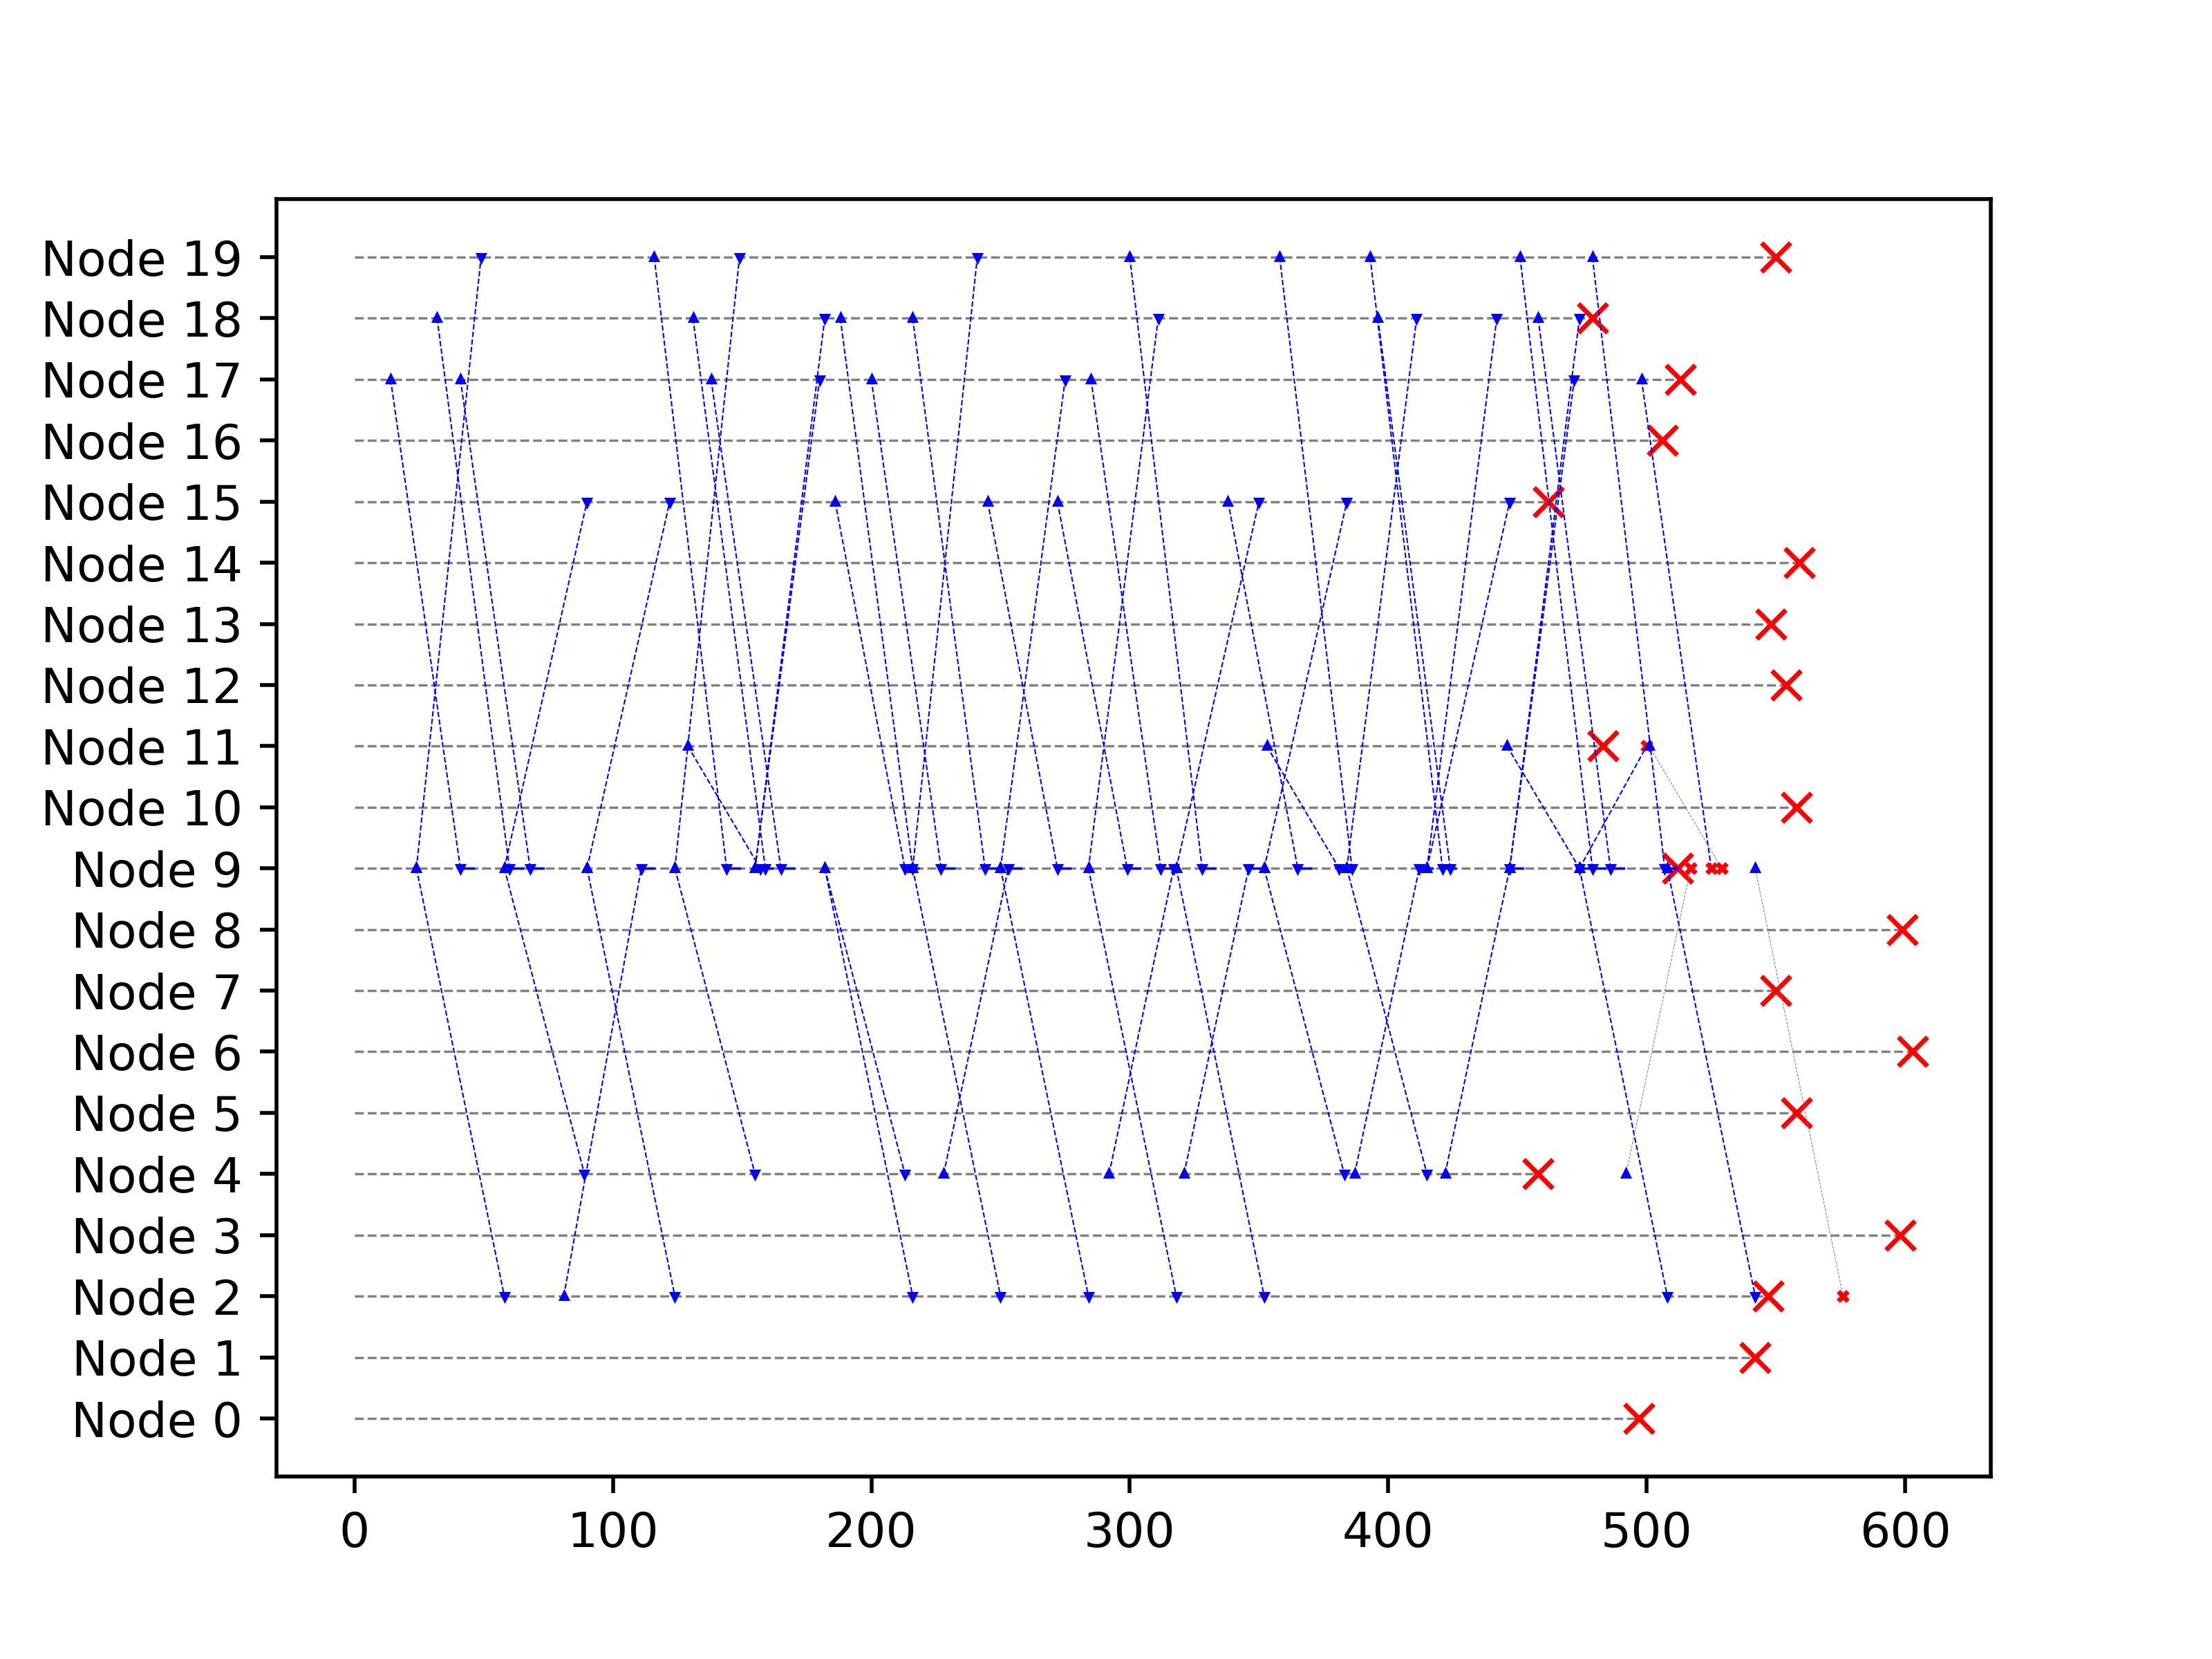 Node 19
Node 18
Node 17
Node 16
Node 15
Node 14
Node 13
Node 12
Node 11
Node 10
Node 9
Node 8
Node 7
Node 6
Node 5
Node 4
Node 3
Node 2
Node 1
Node 0
0 100 200 300 400 500 600